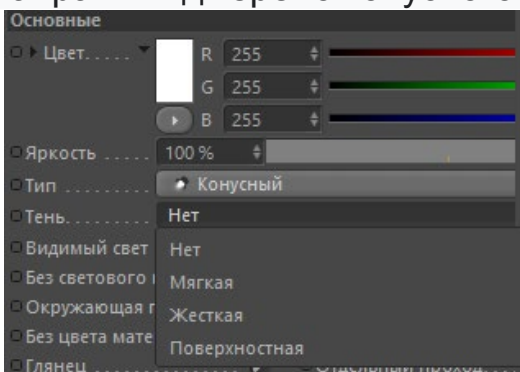 Основные
Цвет..... R 255
G 255
B 255
Яркость ..... 100 %
Тип ......... Конусный
Тень......... Нет
Видимый свет Нет
Без светового Мягкая
Окружающая Жесткая
Без цвета Поверхностная
Глянец